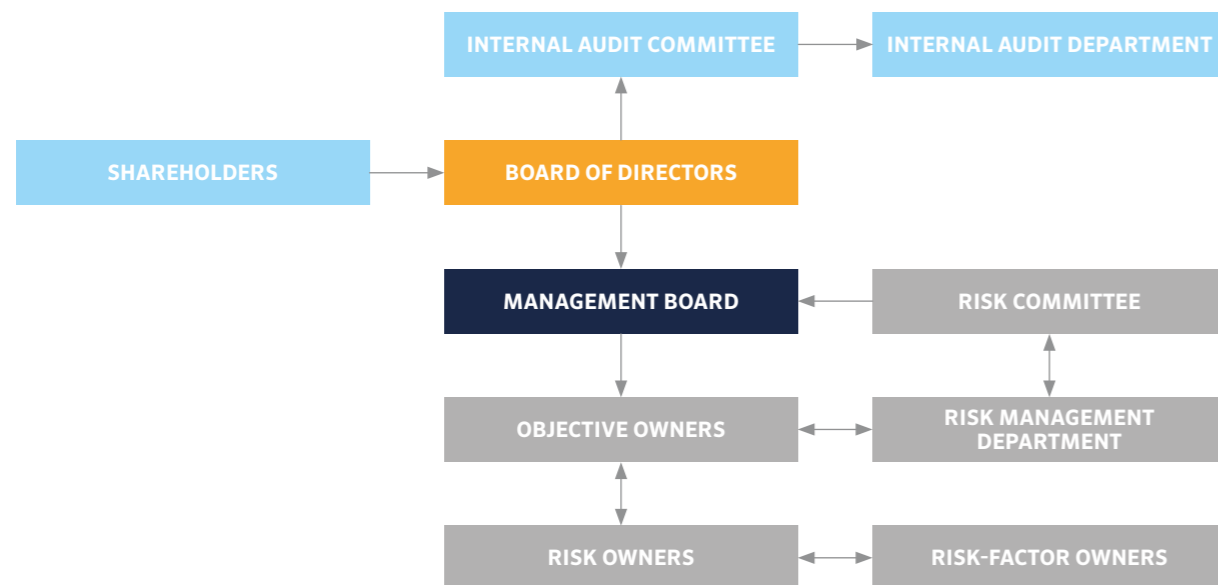 INTERNAL AUDIT COMMITTEE
INTERNAL AUDIT DEPARTMENT
SHAREHOLDERS
BOARD OF DIRECTORS
MANAGEMENT BOARD
RISK COMMITTEE
OBJECTIVE OWNERS
RISK MANAGEMENT
DEPARTMENT
RISK OWNERS
RISK-FACTOR OWNERS